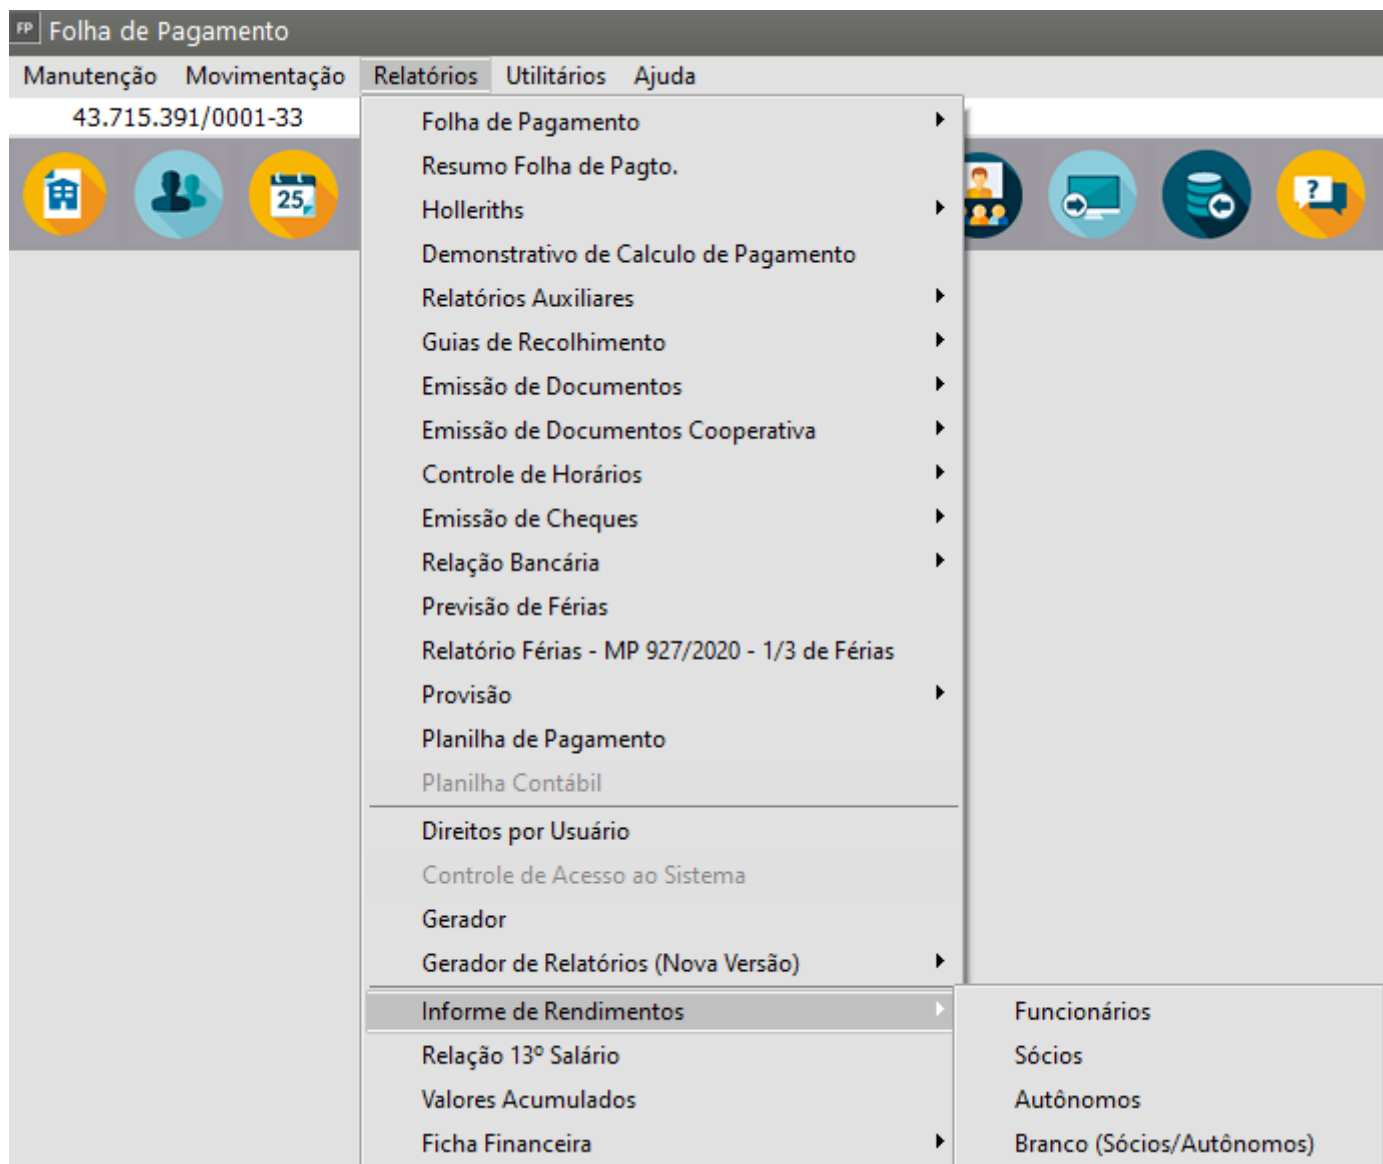 FP Folha de Pagamento
Manutenção Movimentação Relatórios Utilitários Ajuda
43.715.391/0001-33
25
?
Folha de Pagamento
Resumo Folha de Pagto.
Holleriths
Demonstrativo de Calculo de Pagamento
Relatórios Auxiliares
Guias de Recolhimento
Emissão de Documentos
Emissão de Documentos Cooperativa
Controle de Horários
Emissão de Cheques
Relação Bancária
Previsão de Férias
Relatório Férias - MP 927/2020 - 1/3 de Férias
Provisão
Planilha de Pagamento
Planilha Contábil
Direitos por Usuário
Controle de Acesso ao Sistema
Gerador
Gerador de Relatórios (Nova Versão)
Informe de Rendimentos
Relação 13º Salário
Valores Acumulados
Ficha Financeira
Funcionários
Sócios
Autônomos
Branco (Sócios/Autônomos)